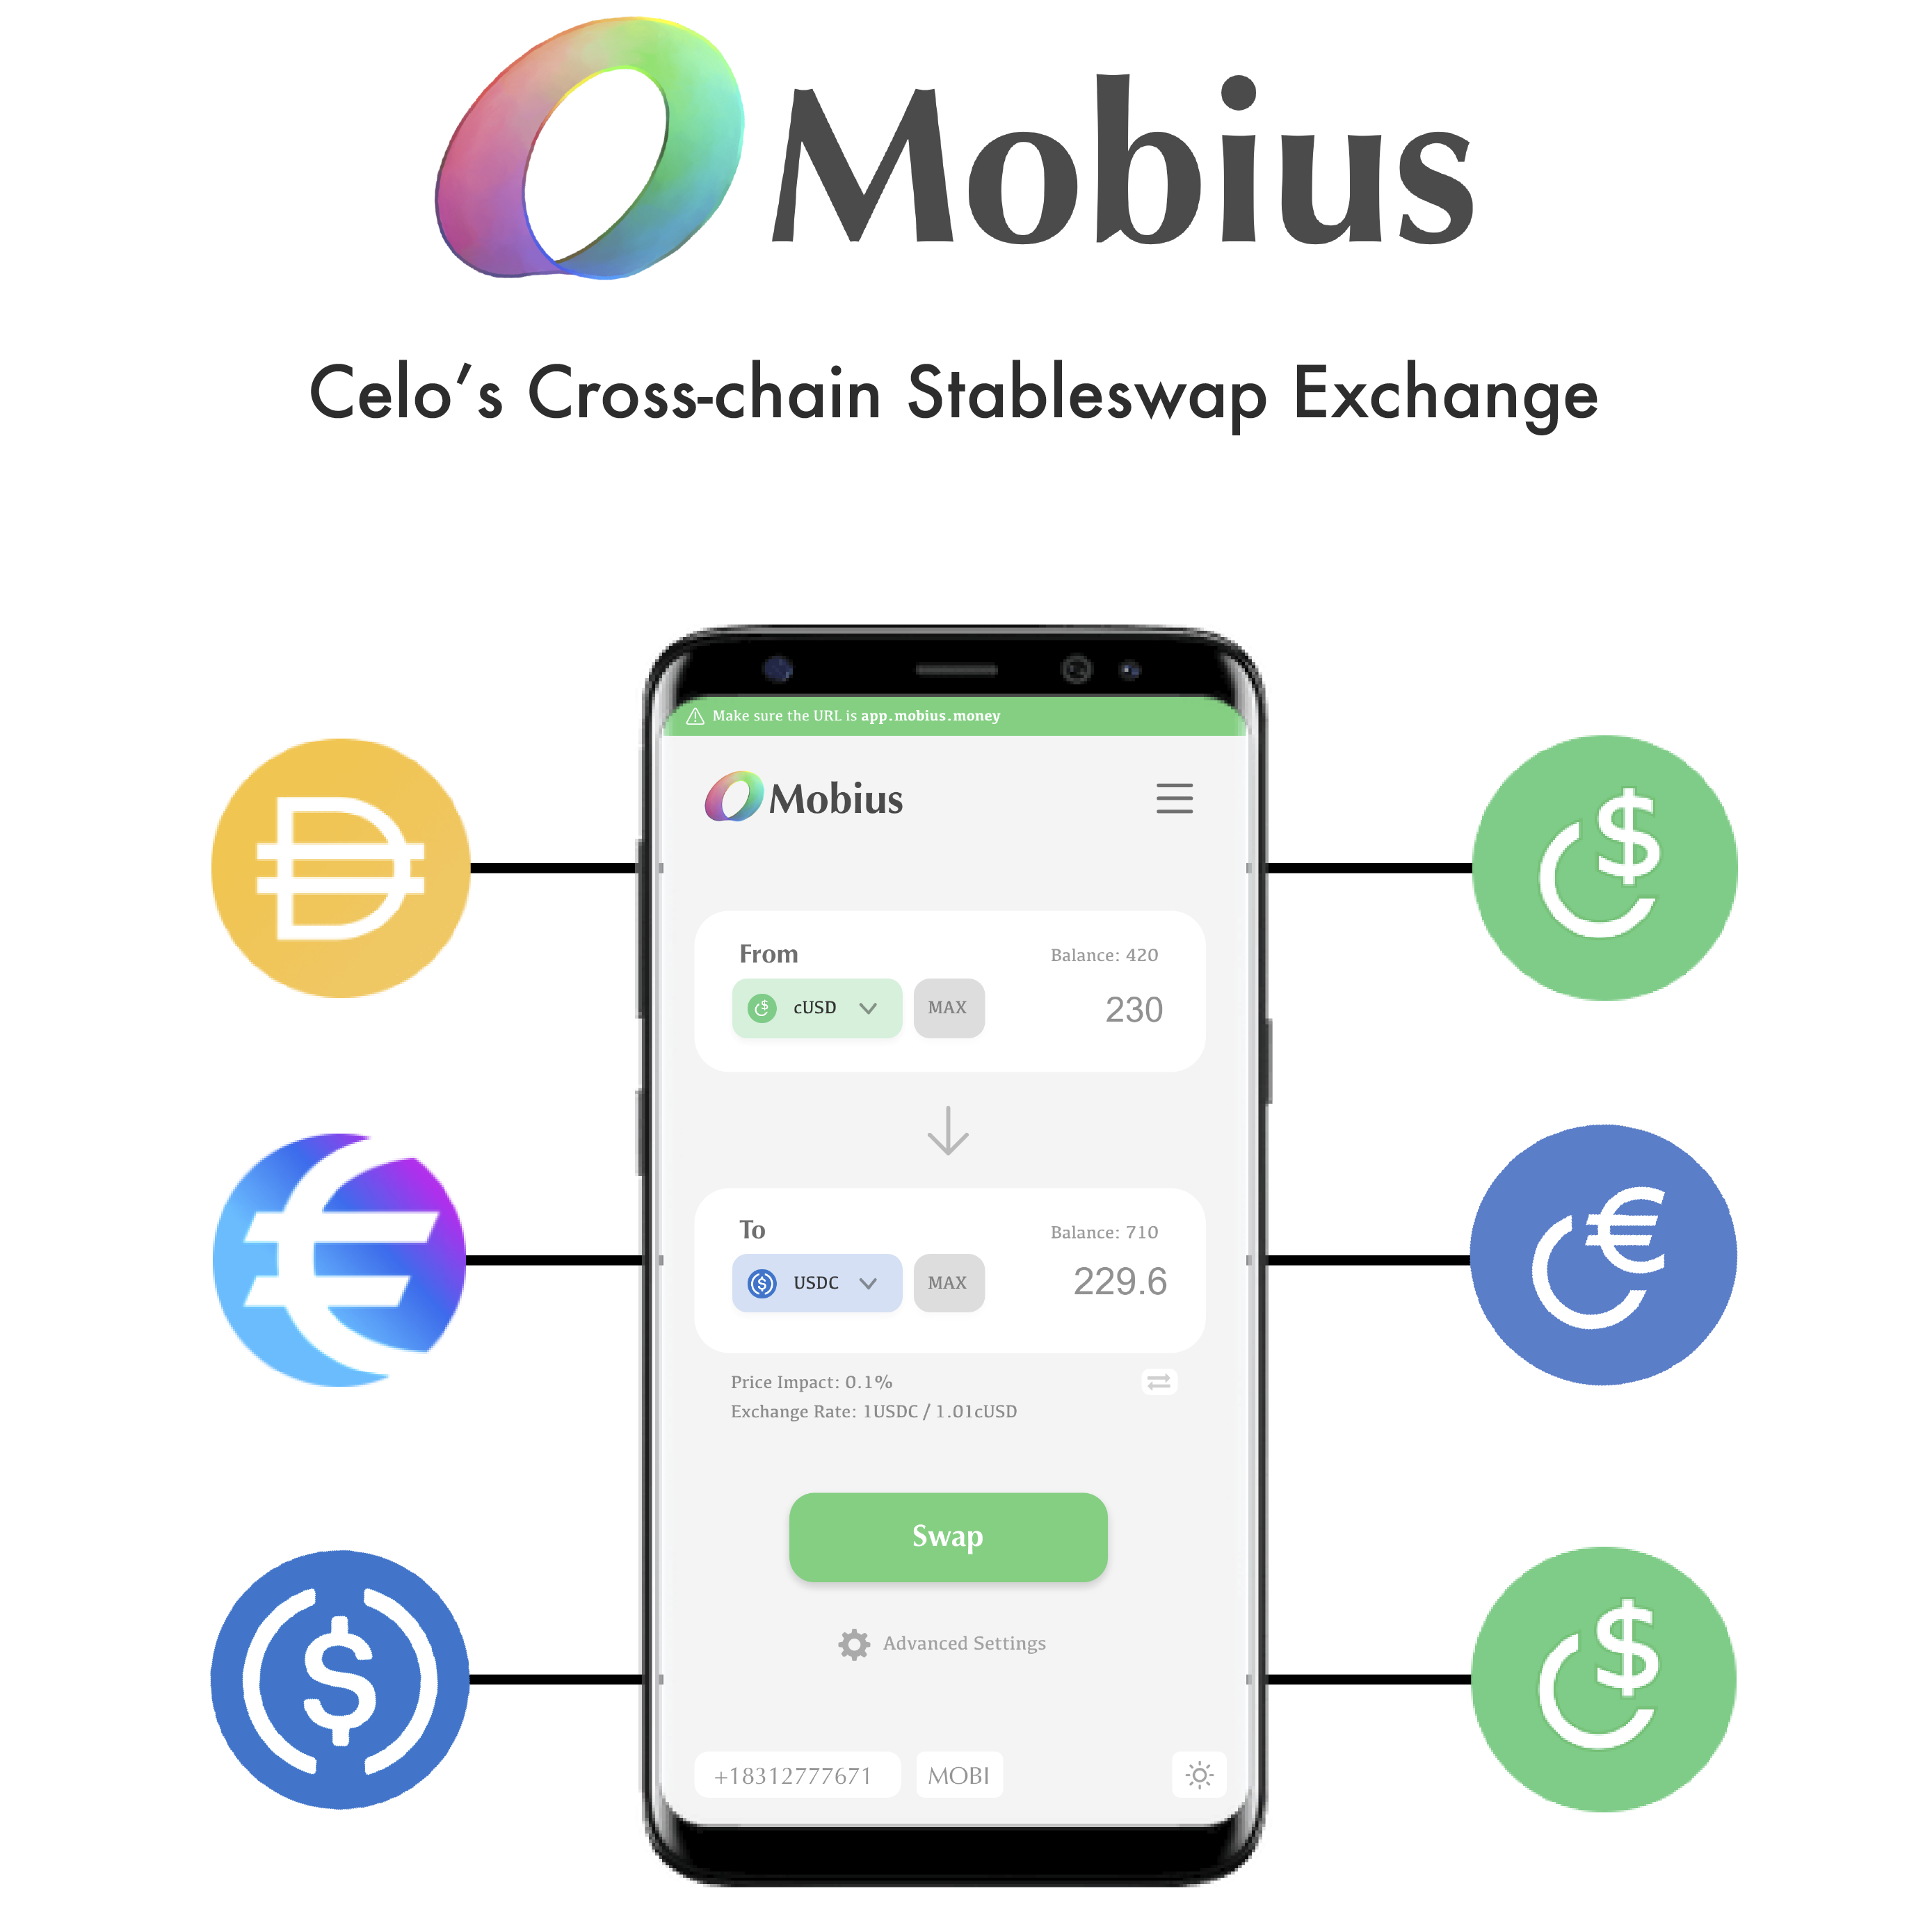 Mobius
Celo's Cross-chain Stableswap Exchange
Make sure the URL is app.mobius.money
Mobius
From
Balance: 420
cUSD
MAX
230
To
Balance: 710
USDC
MAX
229.6
Price Impact: 0.1%
Exchange Rate: 1USDC / 1.01cUSD
Swap
Advanced Settings
+18312777671
MOBI